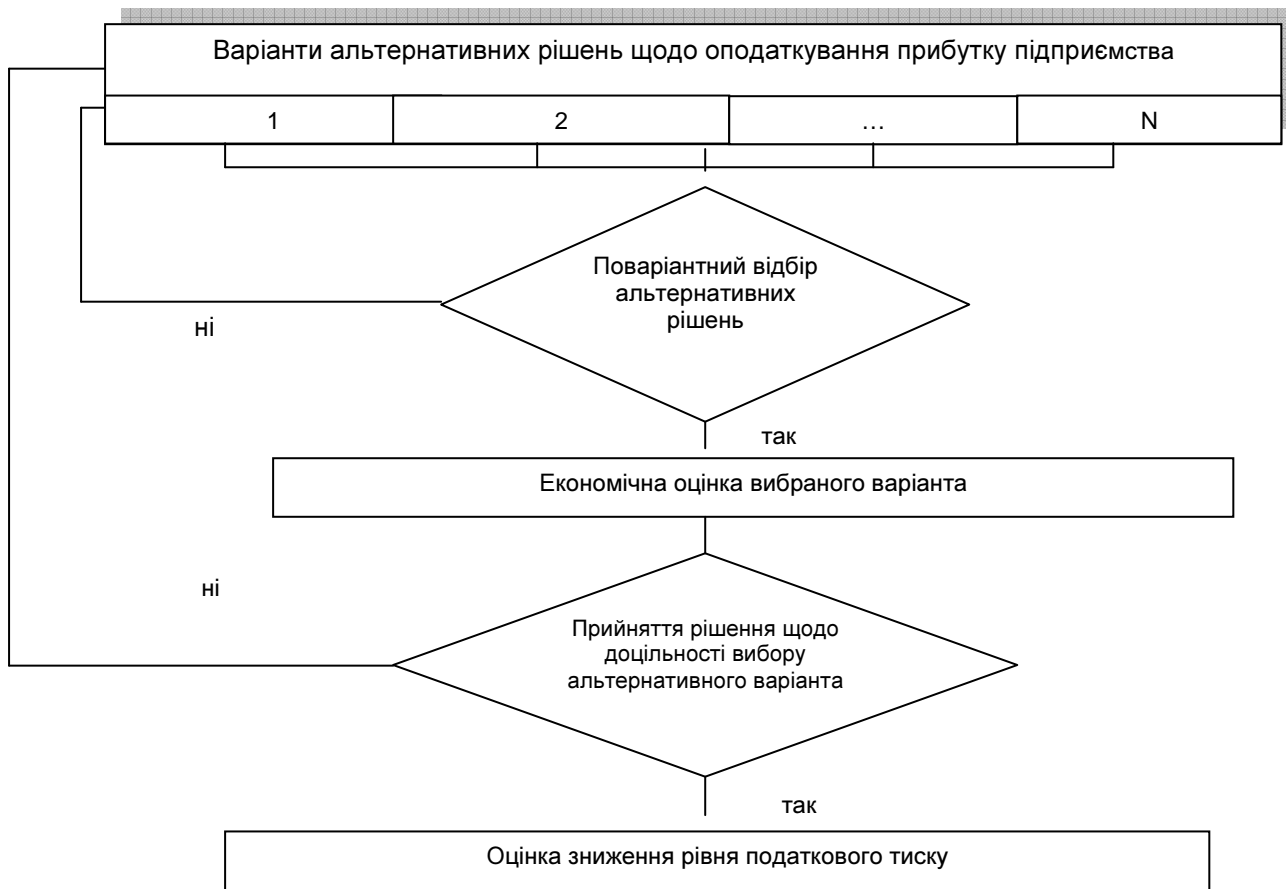 Варіанти альтернативних рішень щодо оподаткування прибутку підприємства
1 2 … N
Поваріантний відбір
альтернативних
рішень
ні
так
Економічна оцінка вибраного варіанта
ні
Прийняття рішення щодо
доцільності вибору
альтернативного варіанта
так
Оцінка зниження рівня податкового тиску